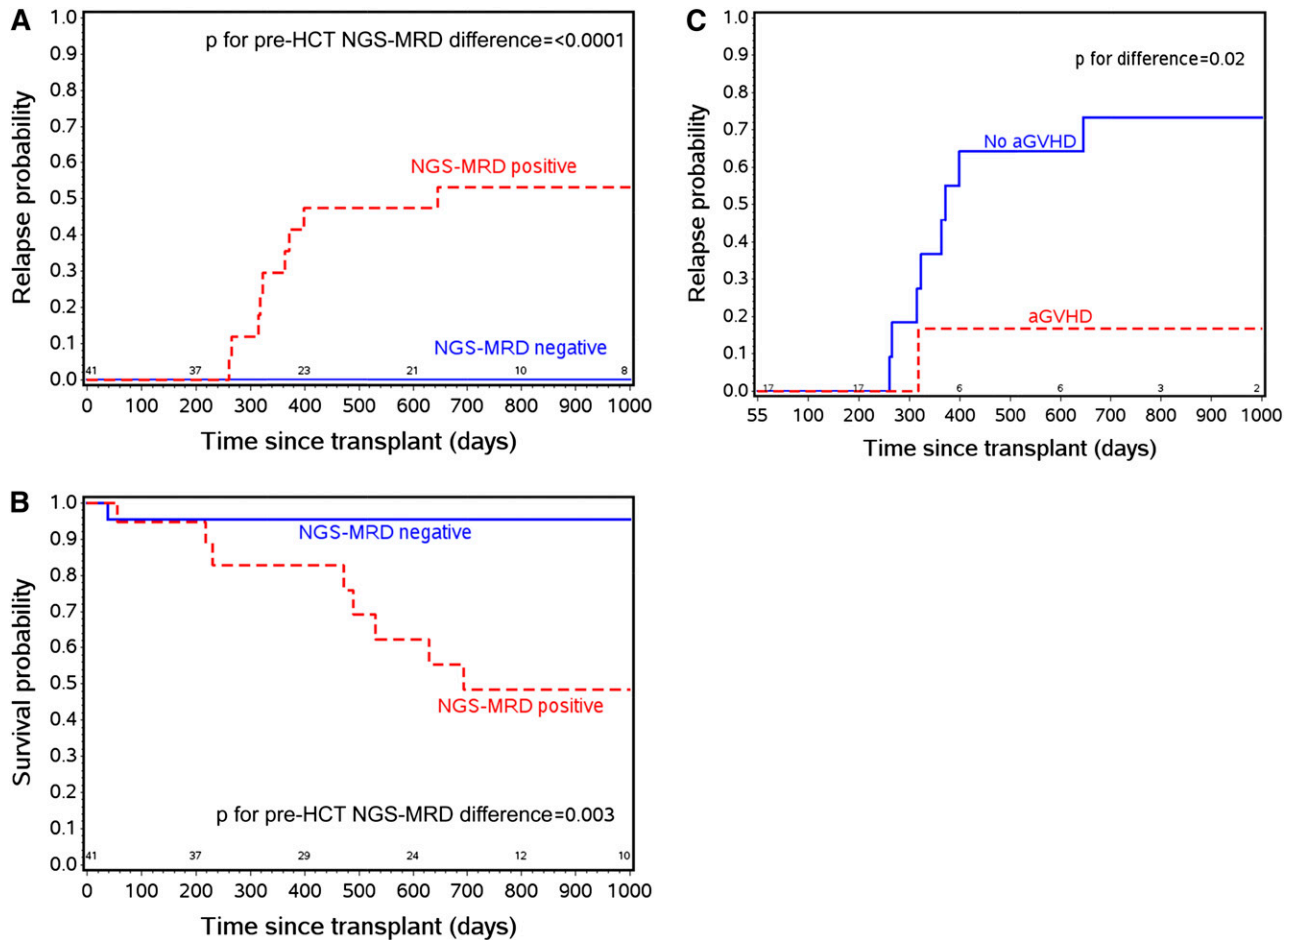 A
p for pre-HCT NGS-MRD difference=<0.0001
Relapse probability
1.0
0.9
0.8
0.7
0.6
0.5
0.4
0.3
0.2
0.1
0.0
NGS-MRD positive
NGS-MRD negative
41 37 23 21 10 8
0 100 200 300 400 500 600 700 800 900 1000
Time since transplant (days)
B
Survival probability
1.0
0.9
0.8
0.7
0.6
0.5
0.4
0.3
0.2
0.1
0.0
NGS-MRD negative
NGS-MRD positive
p for pre-HCT NGS-MRD difference=0.003
41 37 29 24 12 10
0 100 200 300 400 500 600 700 800 900 1000
Time since transplant (days)
C
p for difference=0.02
Relapse probability
1.0
0.9
0.8
0.7
0.6
0.5
0.4
0.3
0.2
0.1
0.0
No aGVHD
aGVHD
17 17 6 6 3 2
55 100 200 300 400 500 600 700 800 900 1000
Time since transplant (days)